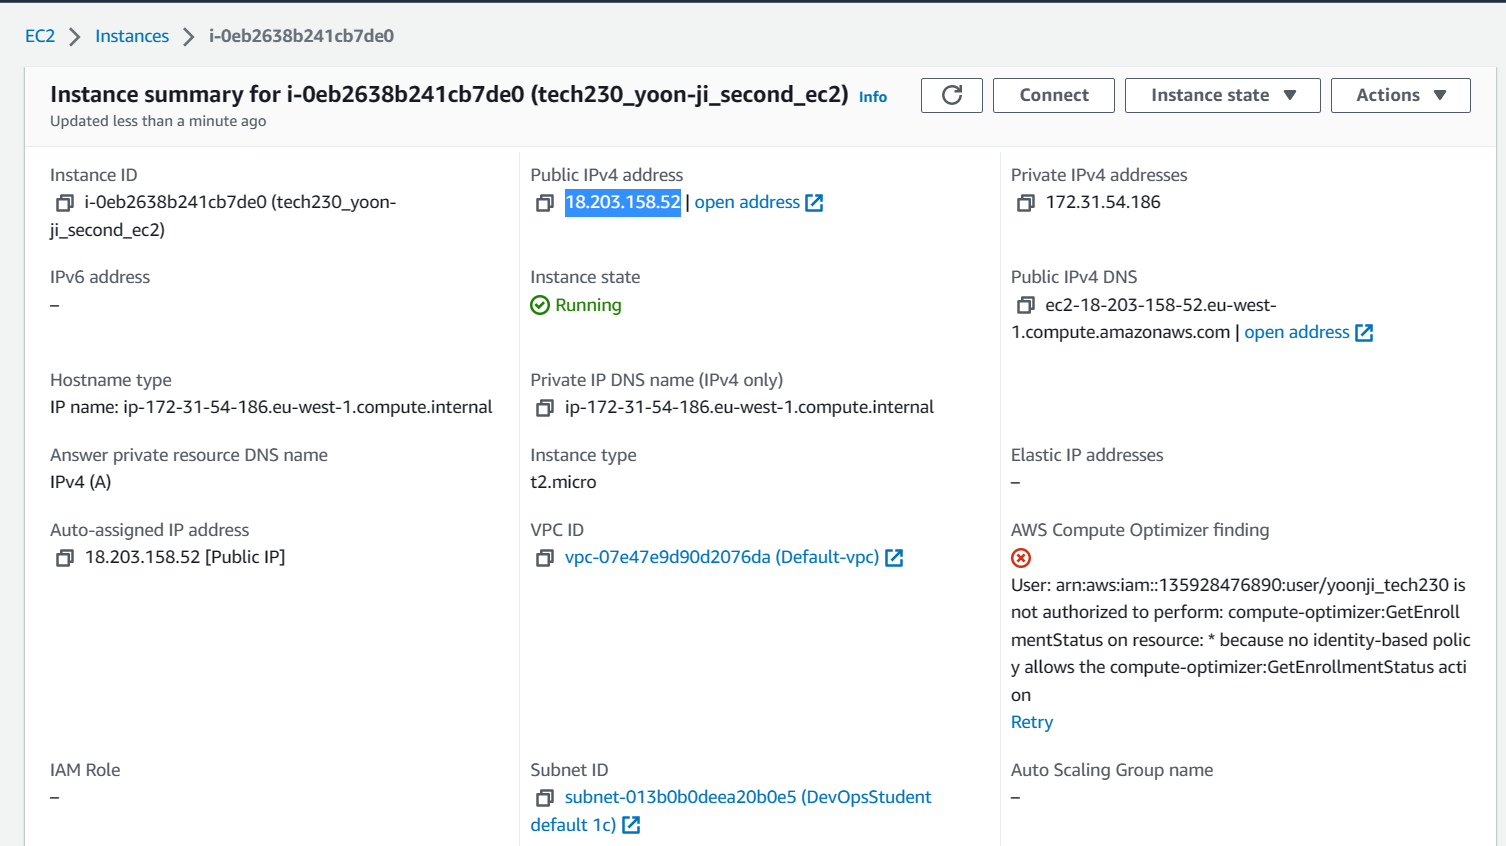 EC2 > Instances > i-0eb2638b241cb7de0
Instance summary for i-0eb2638b241cb7de0 (tech230_yoon-ji_second_ec2) Info
Updated less than a minute ago
Connect
Instance state
Actions
Instance ID
i-0eb2638b241cb7de0 (tech230_yoon-
ji_second_ec2)
Public IPv4 address
18.203.158.52 | open address
Private IPv4 addresses
172.31.54.186
IPv6 address
–
Instance state
Running
Public IPv4 DNS
ec2-18-203-158-52.eu-west-
1.compute.amazonaws.com | open address
Hostname type
IP name: ip-172-31-54-186.eu-west-1.compute.internal
Private IP DNS name (IPv4 only)
ip-172-31-54-186.eu-west-1.compute.internal
Answer private resource DNS name
IPv4 (A)
Instance type
t2.micro
Elastic IP addresses
–
Auto-assigned IP address
18.203.158.52 [Public IP]
VPC ID
vpc-07e47e9d90d2076da (Default-vpc)
AWS Compute Optimizer finding
User: arn:aws:iam::135928476890:user/yoonji_tech230 is
not authorized to perform: compute-optimizer:GetEnroll
mentStatus on resource: * because no identity-based polic
y allows the compute-optimizer:GetEnrollmentStatus acti
on
Retry
IAM Role
–
Subnet ID
subnet-013b0b0deea20b0e5 (DevOpsStudent
default 1c)
Auto Scaling Group name
–